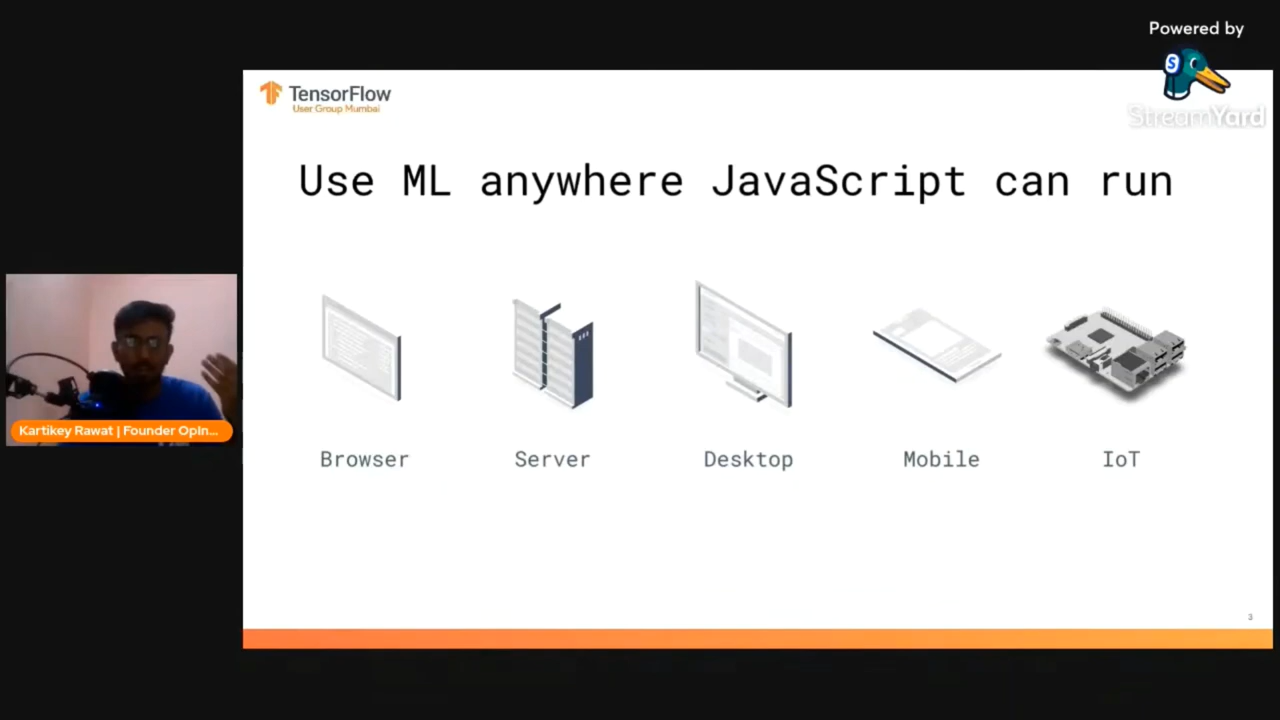 Powered by
StreamYard
TensorFlow
User Group Mumbai
Use ML anywhere JavaScript can run
Browser
Server
Desktop
Mobile
IoT
Kartikey Rawat | Founder OpIn...
3